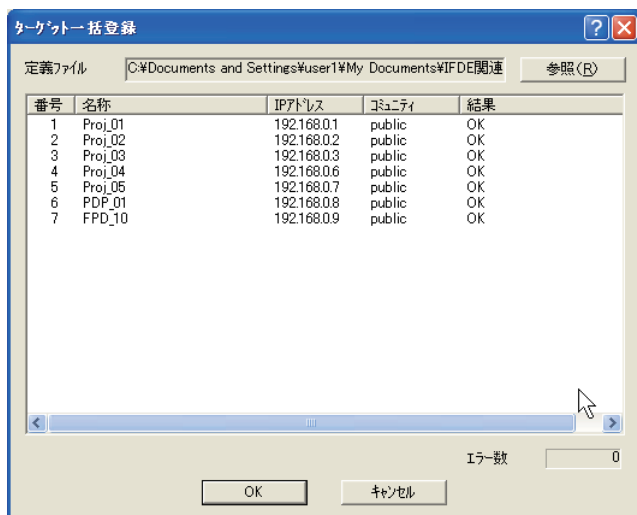 ﾀｰｹﾞｯﾄ一括登録
定義ﾌｧｲﾙ C:¥Documents and Settings¥user1¥My Documents¥IFDE関連 参照(R)
番号 名称 IPｱﾄﾞﾚｽ ｺﾐｭﾆﾃｨ 結果
1 Proj_01 192.168.0.1 public OK
2 Proj_02 192.168.0.2 public OK
3 Proj_03 192.168.0.3 public OK
4 Proj_04 192.168.0.6 public OK
5 Proj_05 192.168.0.7 public OK
6 PDP_01 192.168.0.8 public OK
7 FPD_10 192.168.0.9 public OK
ｴﾗｰ数 0
OK ｷｬﾝｾﾙ